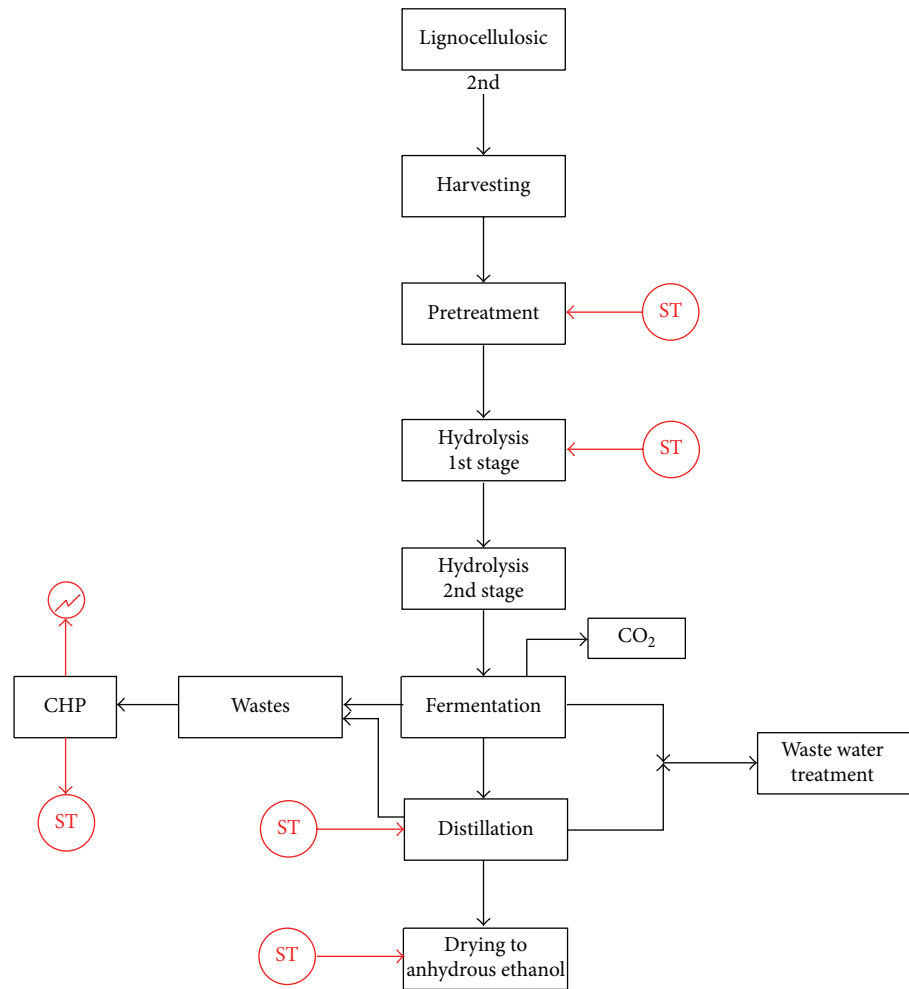 Lignocellulosic
2nd
Harvesting
Pretreatment
ST
Hydrolysis
1st stage
ST
Hydrolysis
2nd stage
CO₂
CHP
Wastes
Fermentation
Waste water
treatment
ST
ST
Distillation
ST
Drying to
anhydrous ethanol